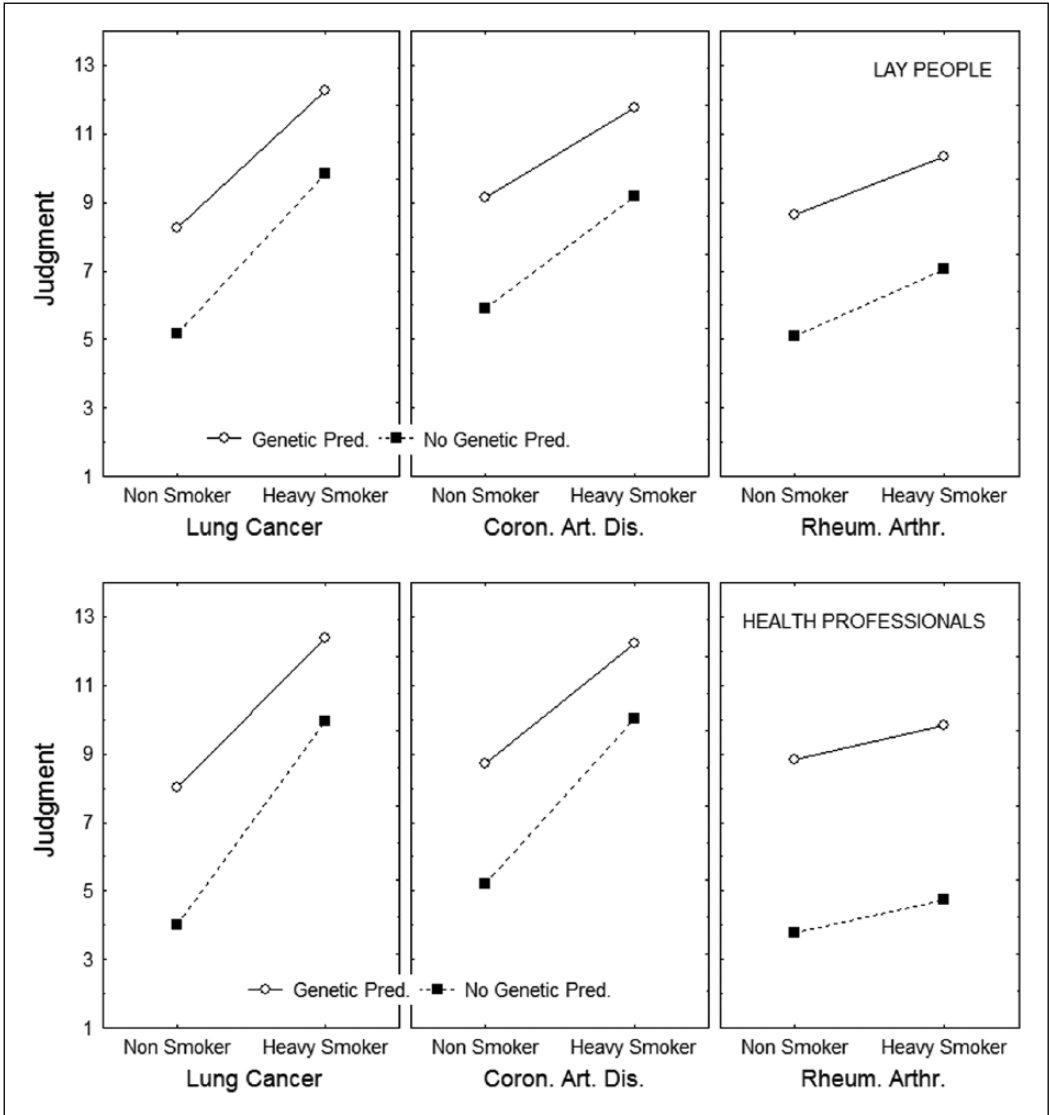 LAY PEOPLE
Judgment
13
11
9
7
5
3
1
Genetic Pred. No Genetic Pred.
Non Smoker Heavy Smoker Non Smoker Heavy Smoker Non Smoker Heavy Smoker
Lung Cancer Coron. Art. Dis. Rheum. Arthr.
HEALTH PROFESSIONALS
Judgment
13
11
9
7
5
3
1
Genetic Pred. No Genetic Pred.
Non Smoker Heavy Smoker Non Smoker Heavy Smoker Non Smoker Heavy Smoker
Lung Cancer Coron. Art. Dis. Rheum. Arthr.